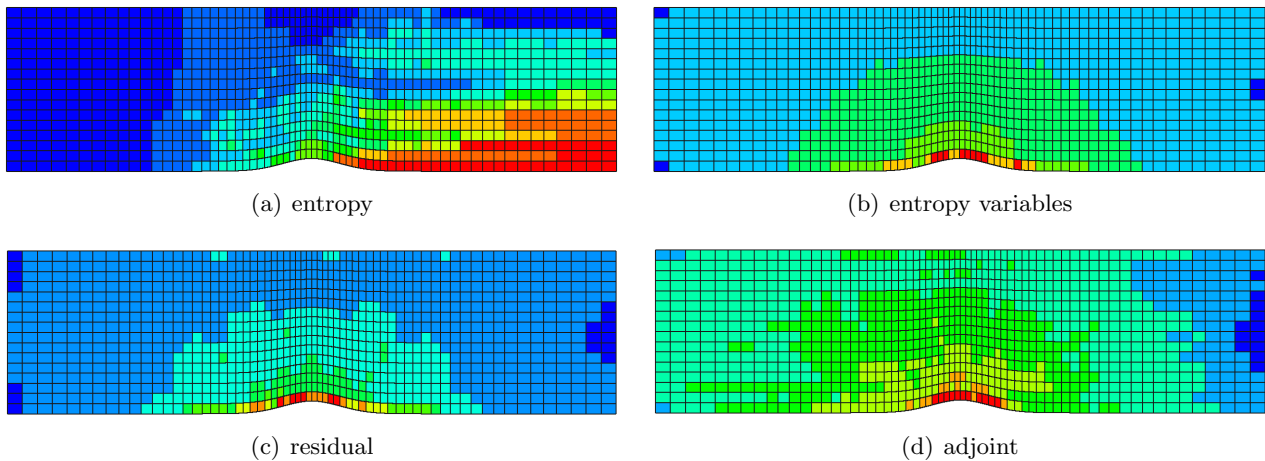 (a) entropy
(b) entropy variables
(c) residual
(d) adjoint